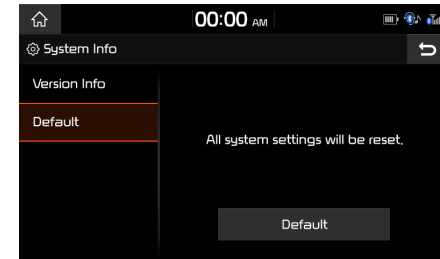 00:00 AM
System Info
Version Info
Default
All system settings will be reset.
Default